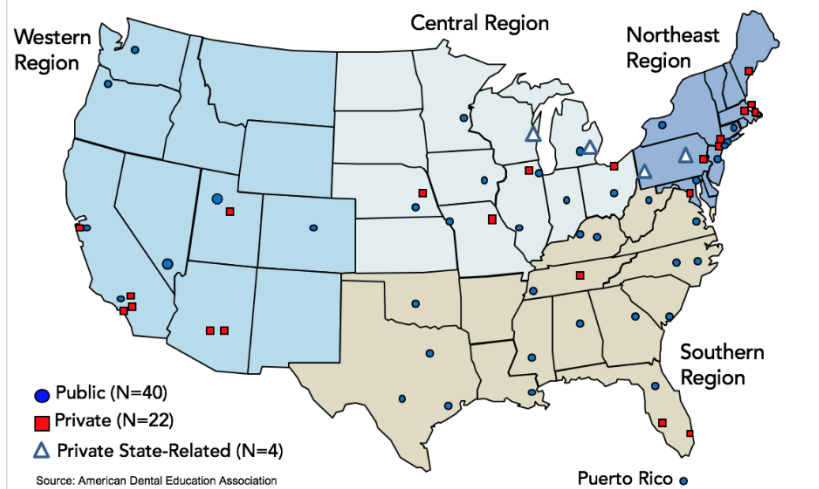 Central Region
Western
Region
Northeast
Region
Southern
Region
Public (N=40)
Private (N=22)
Private State-Related (N=4)
Source: American Dental Education Association
Puerto Rico